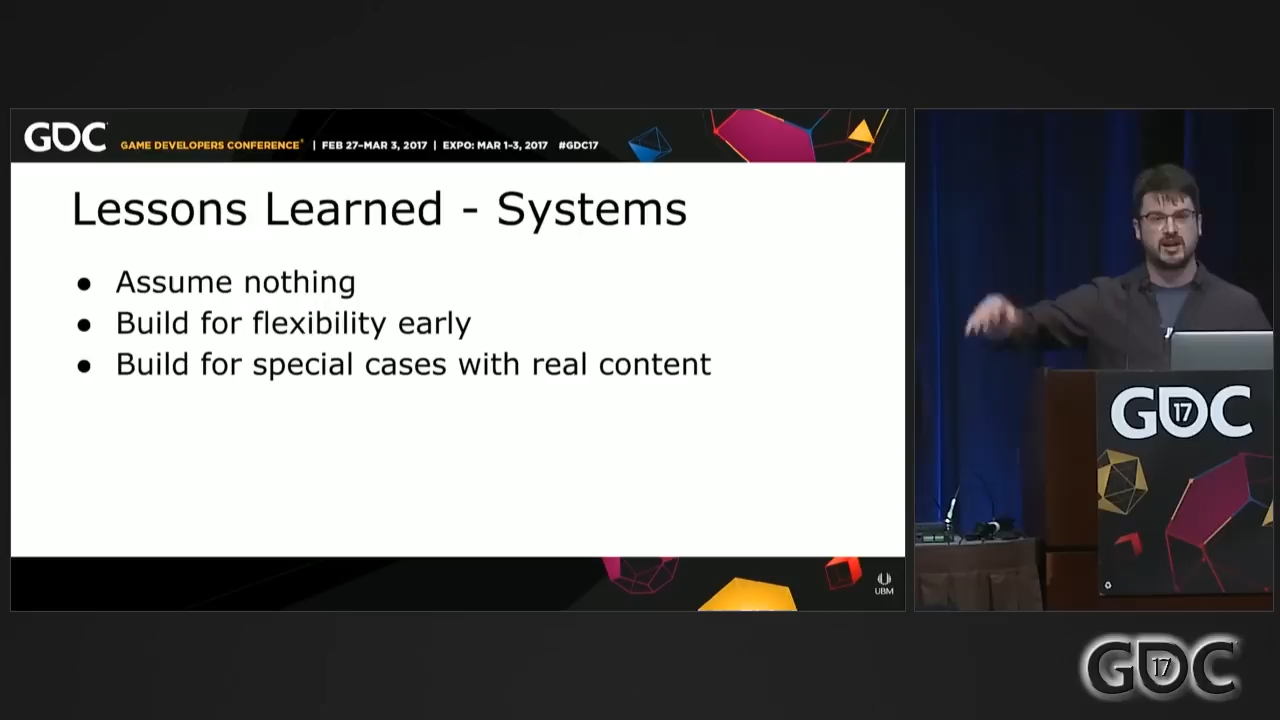 GDC GAME DEVELOPERS CONFERENCE® | FEB 27–MAR 3, 2017 | EXPO: MAR 1–3, 2017 #GDC17
Lessons Learned - Systems
● Assume nothing
● Build for flexibility early
● Build for special cases with real content
UBM
GDC 17
GDC 17